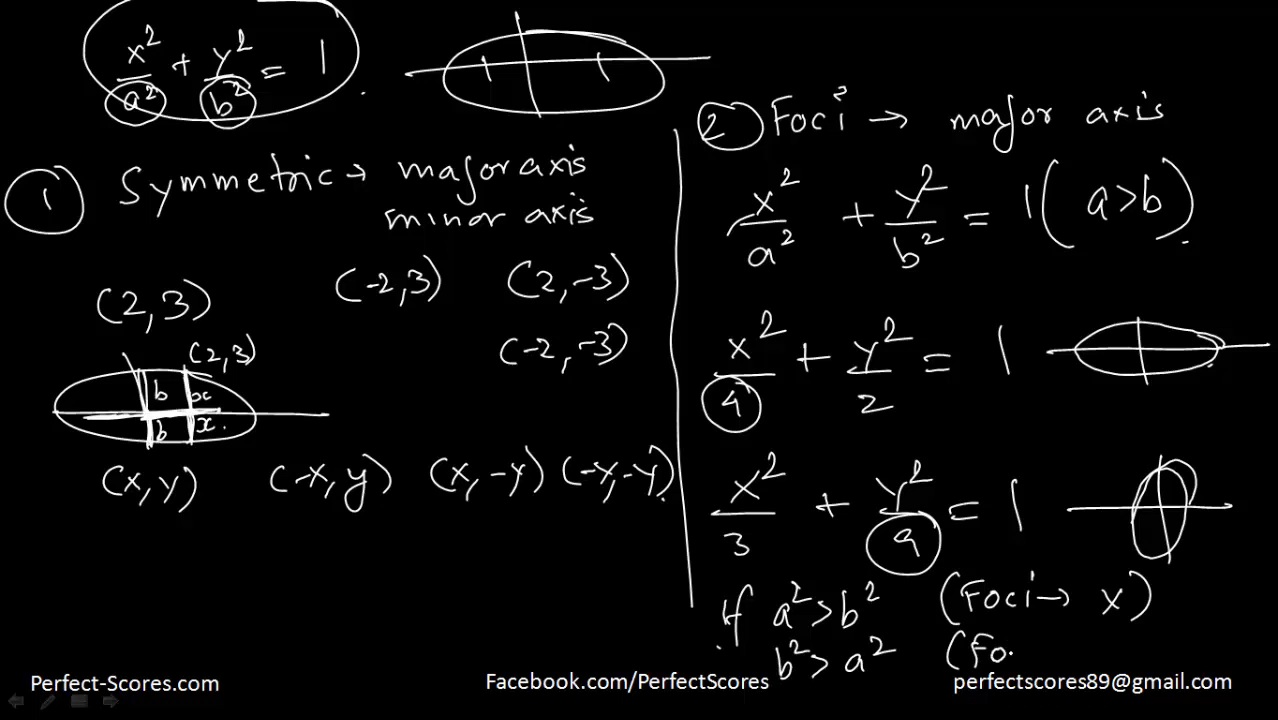 x²/a² + y²/b² = 1
① Symmetric → major axis
minor axis
(2,3) (-2,3) (2,-3)
(-2,-3)
(2,3)
b x
b x
(x,y) (-x,y) (x,-y) (-x,-y)
② Foci → major axis
x²/a² + y²/b² = 1 (a>b)
x²/4 + y²/2 = 1
x²/3 + y²/9 = 1
If a² > b² (Foci → x)
b² > a² (Fo
Perfect-Scores.com Facebook.com/PerfectScores perfectscores89@gmail.com